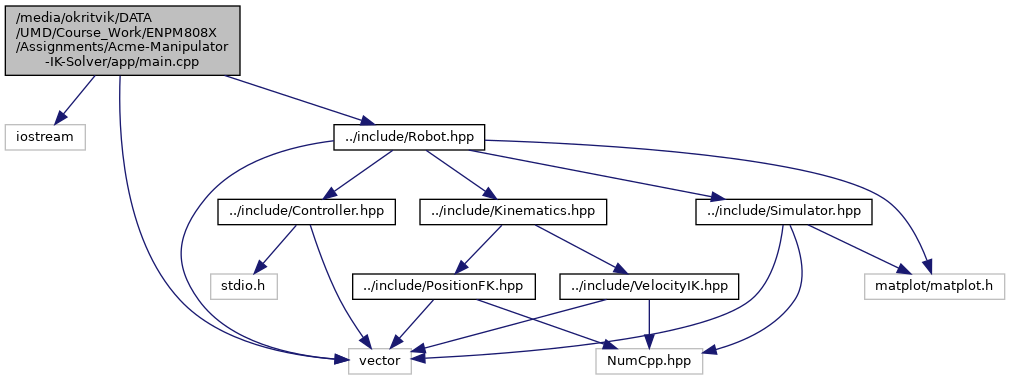 /media/okritvik/DATA
/UMD/Course_Work/ENPM808X
/Assignments/Acme-Manipulator
-IK-Solver/app/main.cpp
iostream
../include/Robot.hpp
../include/Controller.hpp
../include/Kinematics.hpp
../include/Simulator.hpp
stdio.h
../include/PositionFK.hpp
../include/VelocityIK.hpp
matplot/matplot.h
vector
NumCpp.hpp